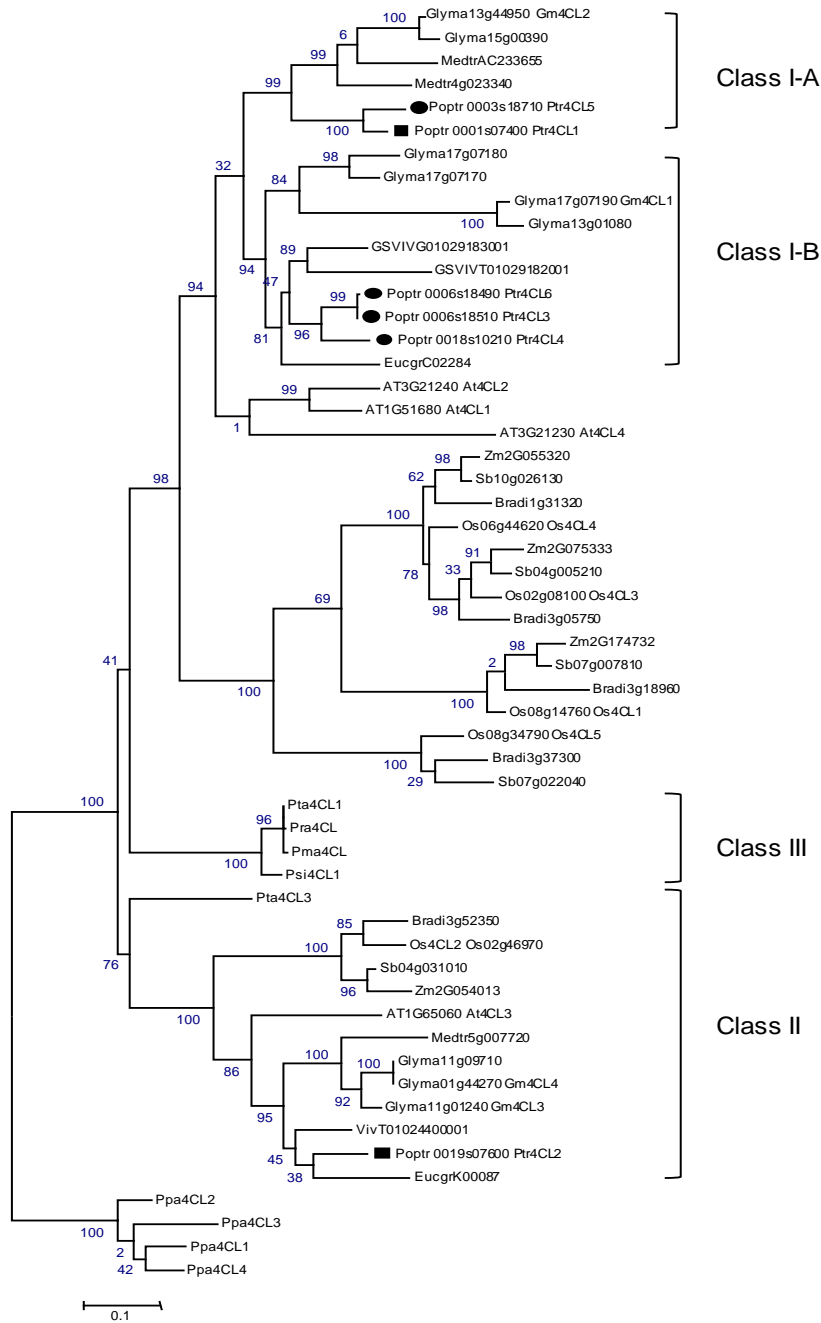 Glyma13g44950 Gm4CL2
100
6
Glyma15g00390
99
MedtrAC233655
99
Medtr4g023340
Poptr 0003s18710 Ptr4CL5
100
Poptr 0001s07400 Ptr4CL1
Class I-A
32
Glyma17g07180
98
84
Glyma17g07170
Glyma17g07190 Gm4CL1
100
Glyma13g01080
89
GSVIVG01029183001
94
47
GSVIVT01029182001
94
99
Poptr 0006s18490 Ptr4CL6
Poptr 0006s18510 Ptr4CL3
96
81
Poptr 0018s10210 Ptr4CL4
EucgrC02284
Class I-B
99
AT3G21240 At4CL2
AT1G51680 At4CL1
1
AT3G21230 At4CL4
98
98
Zm2G055320
62
Sb10g026130
Bradi1g31320
100
Os06g44620 Os4CL4
91
Zm2G075333
78
33
Sb04g005210
98
Os02g08100 Os4CL3
Bradi3g05750
69
98
Zm2G174732
2
Sb07g007810
41
Bradi3g18960
100
100
Os08g14760 Os4CL1
Os08g34790 Os4CL5
100
Bradi3g37300
29
Sb07g022040
100
Pta4CL1
96
Pra4CL
100
Pma4CL
Psi4CL1
Class III
Pta4CL3
85
Bradi3g52350
100
Os4CL2 Os02g46970
76
Sb04g031010
96
Zm2G054013
100
AT1G65060 At4CL3
Medtr5g007720
100
100
Glyma11g09710
86
Glyma01g44270 Gm4CL4
92
Glyma11g01240 Gm4CL3
95
VivT01024400001
45
Poptr 0019s07600 Ptr4CL2
38
EucgrK00087
Class II
Ppa4CL2
100
Ppa4CL3
2
Ppa4CL1
42
Ppa4CL4
0.1